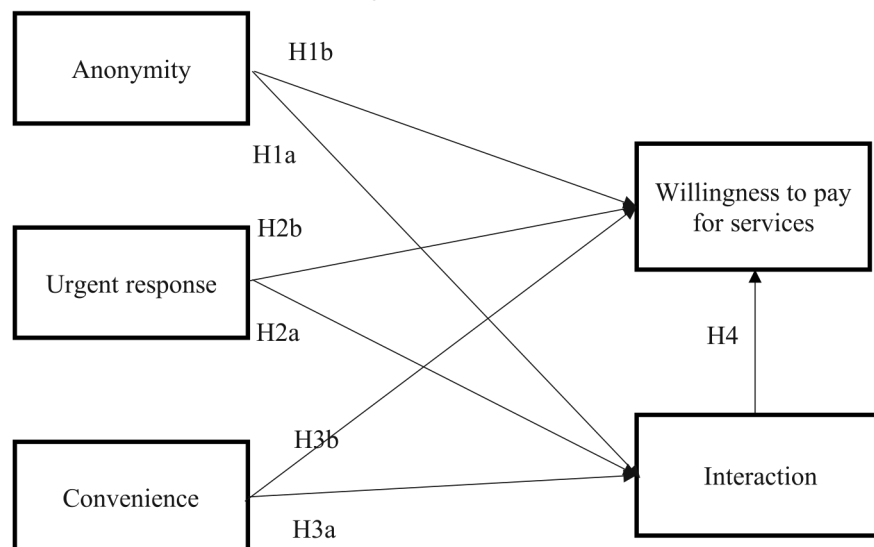 Anonymity
H1b
H1a
Willingness to pay
for services
H2b
Urgent response
H2a
H4
H3b
Convenience
Interaction
H3a